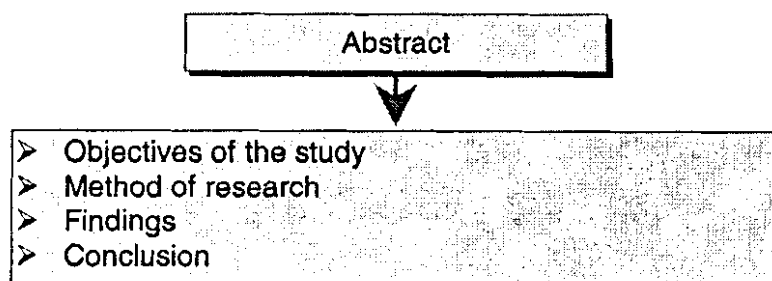 Abstract
➢ Objectives of the study
➢ Method of research
➢ Findings
➢ Conclusion